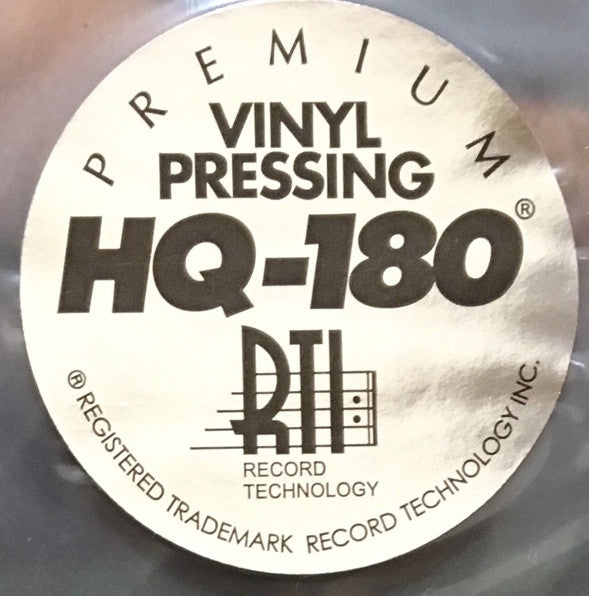 PREMIUM
VINYL
PRESSING
HQ-180®
RTI
RECORD
TECHNOLOGY
® REGISTERED TRADEMARK RECORD TECHNOLOGY INC.